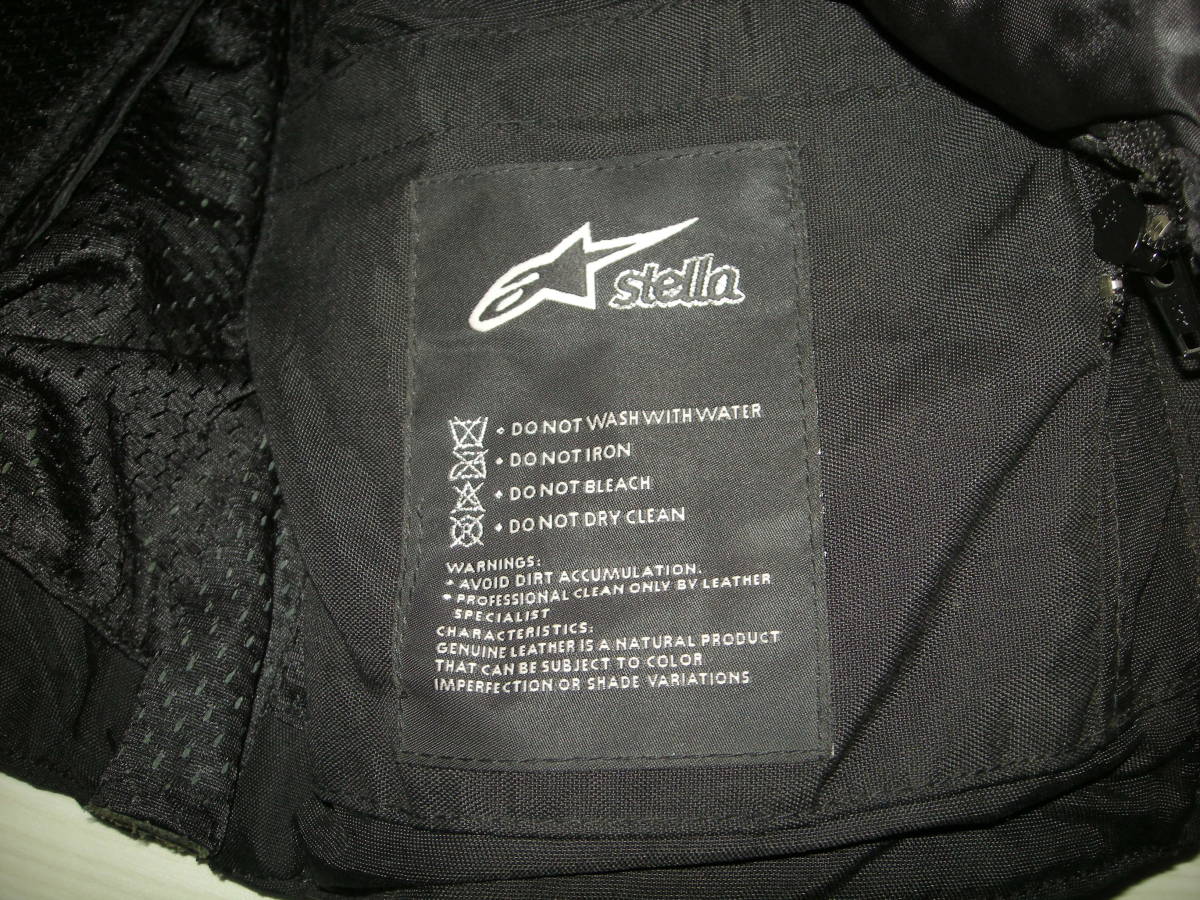 stella
• DO NOT WASH WITH WATER
• DO NOT IRON
• DO NOT BLEACH
• DO NOT DRY CLEAN
WARNINGS:
* AVOID DIRT ACCUMULATION.
* PROFESSIONAL CLEAN ONLY BY LEATHER
SPECIALIST
CHARACTERISTICS:
GENUINE LEATHER IS A NATURAL PRODUCT
THAT CAN BE SUBJECT TO COLOR
IMPERFECTION OR SHADE VARIATIONS